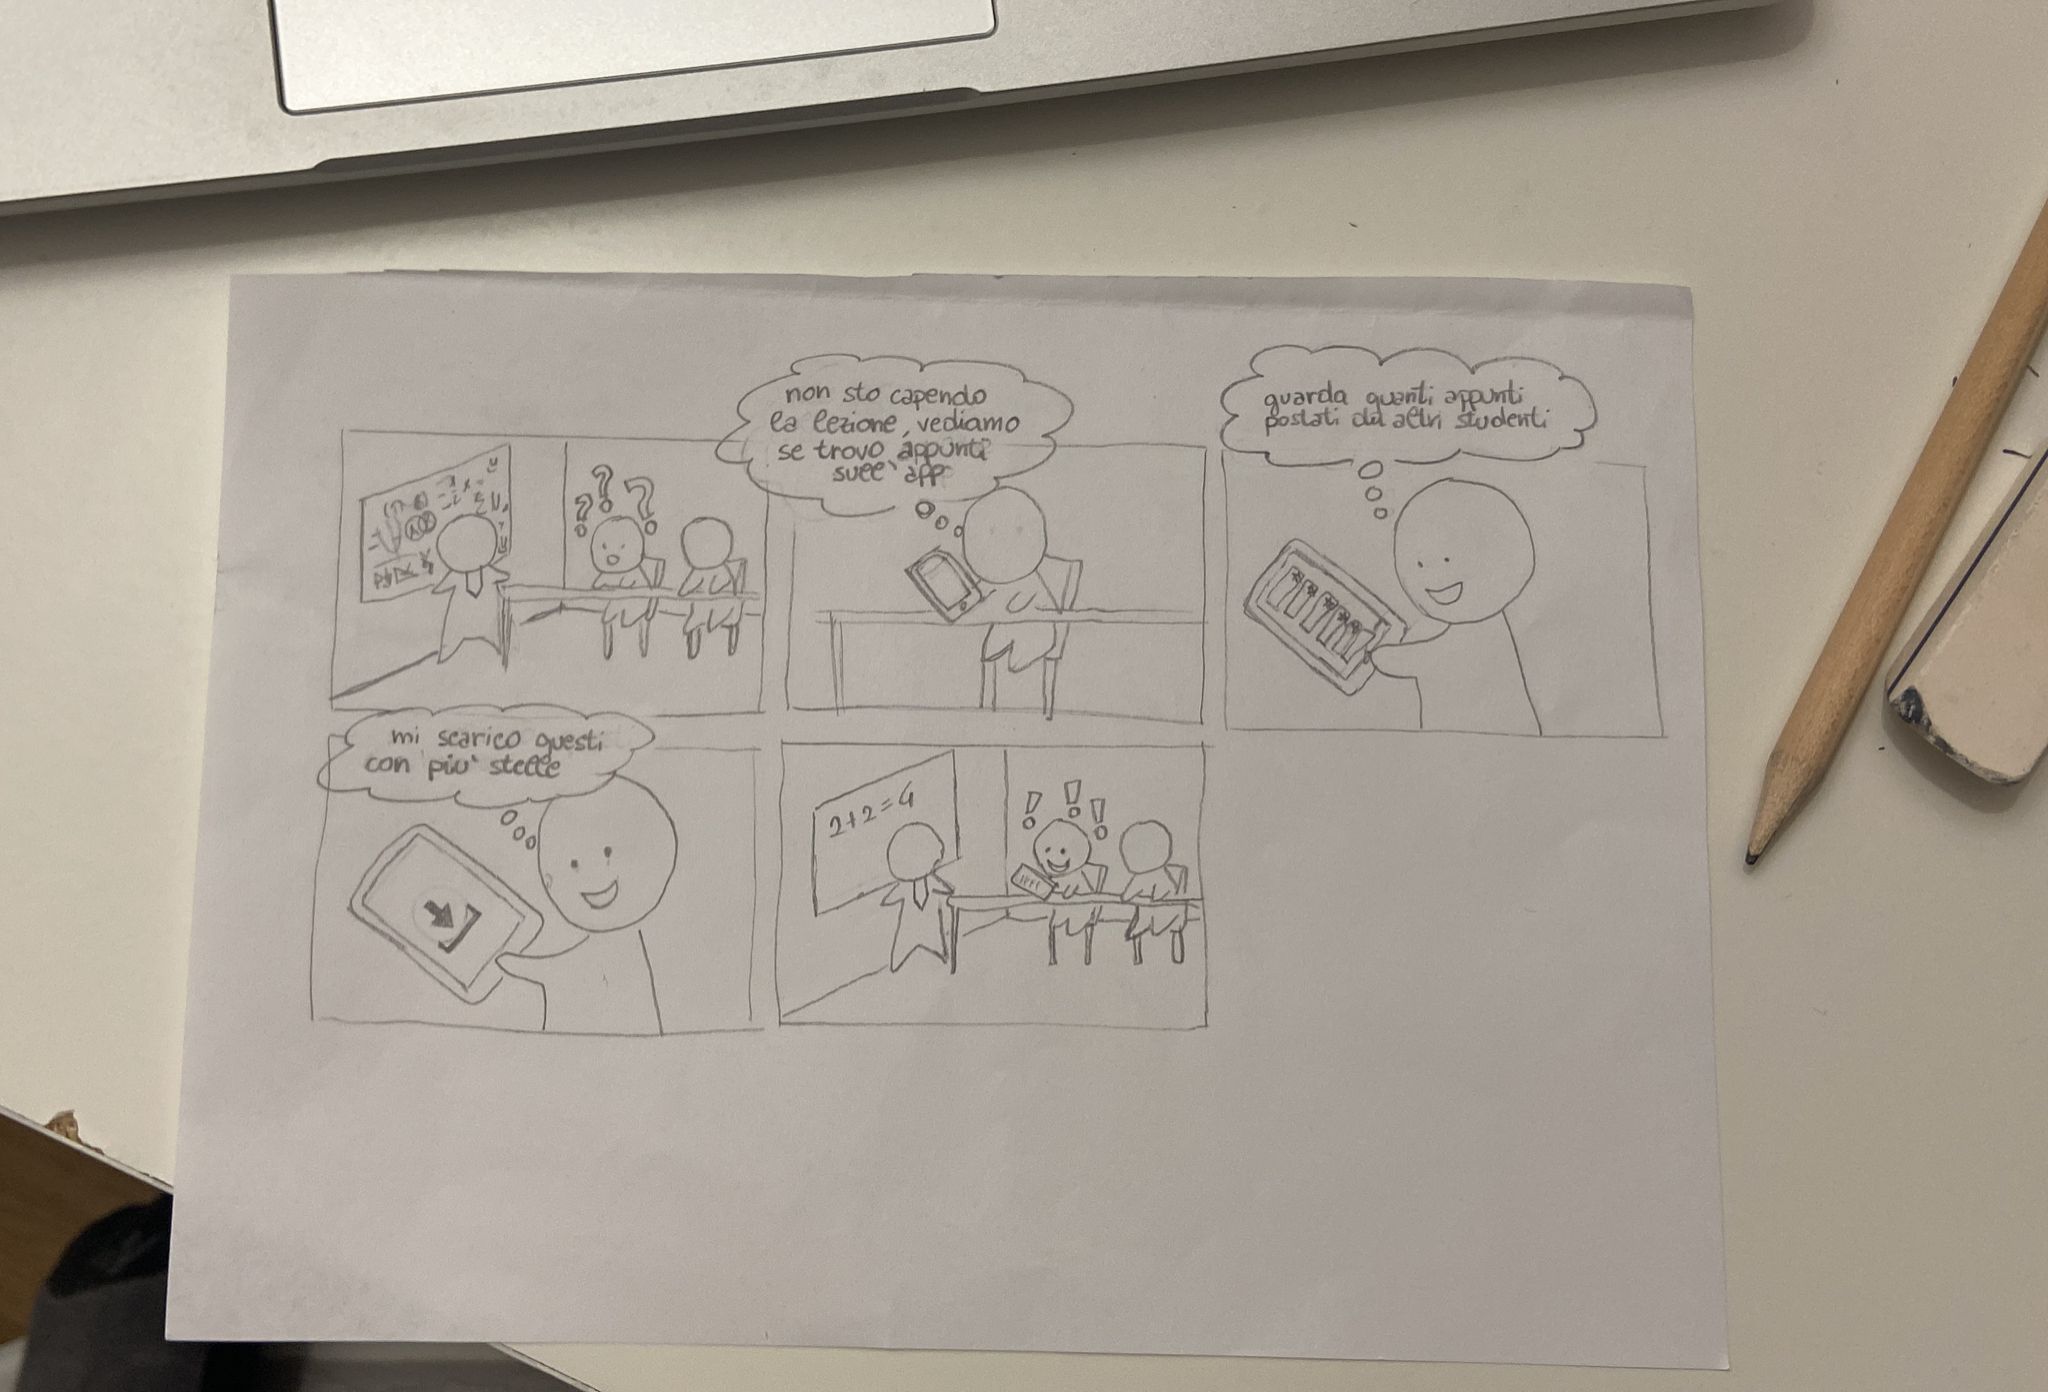 ? ? ?
non sto capendo
la lezione, vediamo
se trovo appunti
sull'app
guarda quanti appunti
postati da altri studenti
mi scarico questi
con più stelle
2+2=4
! ! !